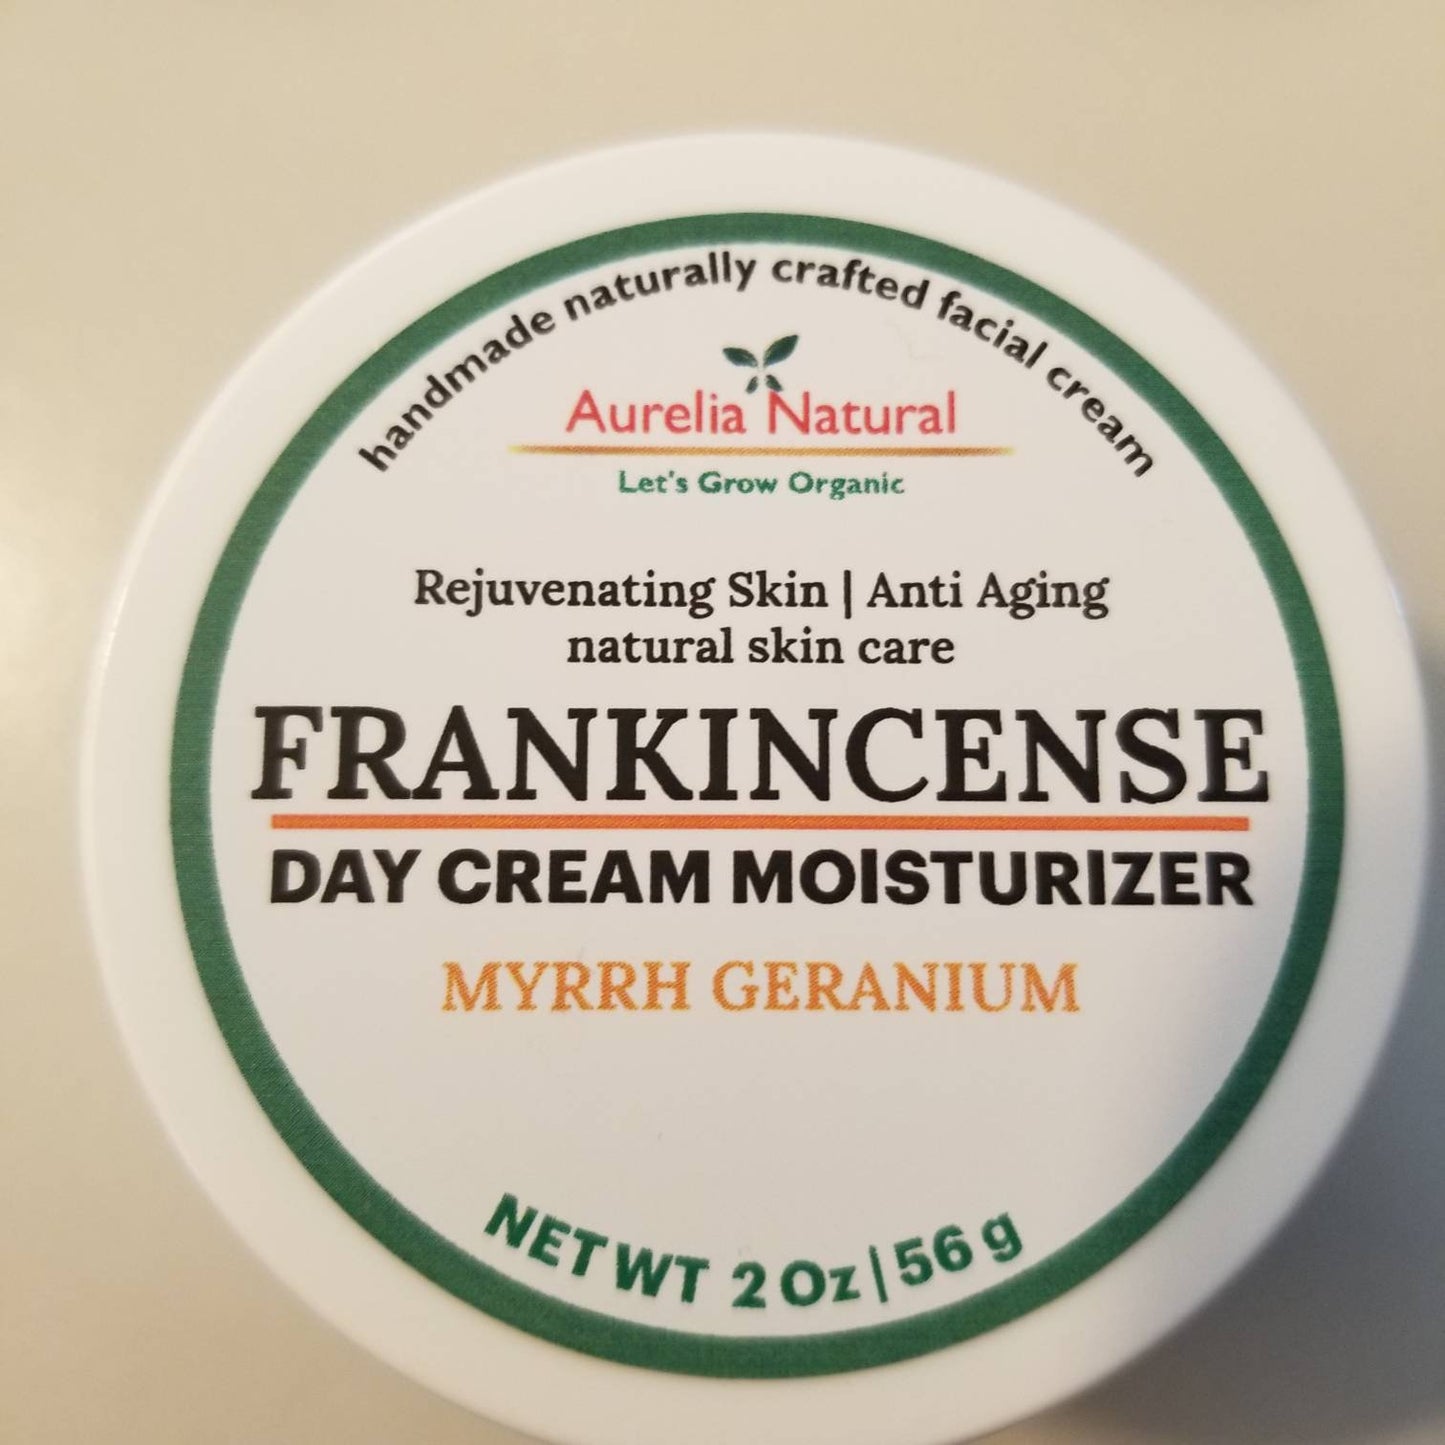 handmade naturally crafted facial cream
Aurelia Natural
Let's Grow Organic
Rejuvenating Skin | Anti Aging
natural skin care
FRANKINCENSE
DAY CREAM MOISTURIZER
MYRRH GERANIUM
NET WT 2 Oz | 56 g